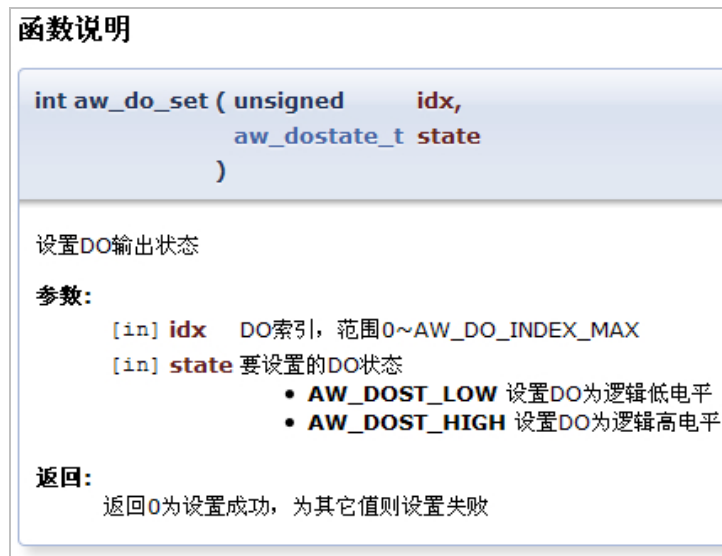 函数说明
int aw_do_set ( unsigned idx,
aw_dostate_t state
)
设置DO输出状态
参数:
[in] idx DO索引，范围0~AW_DO_INDEX_MAX
[in] state 要设置的DO状态
• AW_DOST_LOW 设置DO为逻辑低电平
• AW_DOST_HIGH 设置DO为逻辑高电平
返回:
返回0为设置成功，为其它值则设置失败